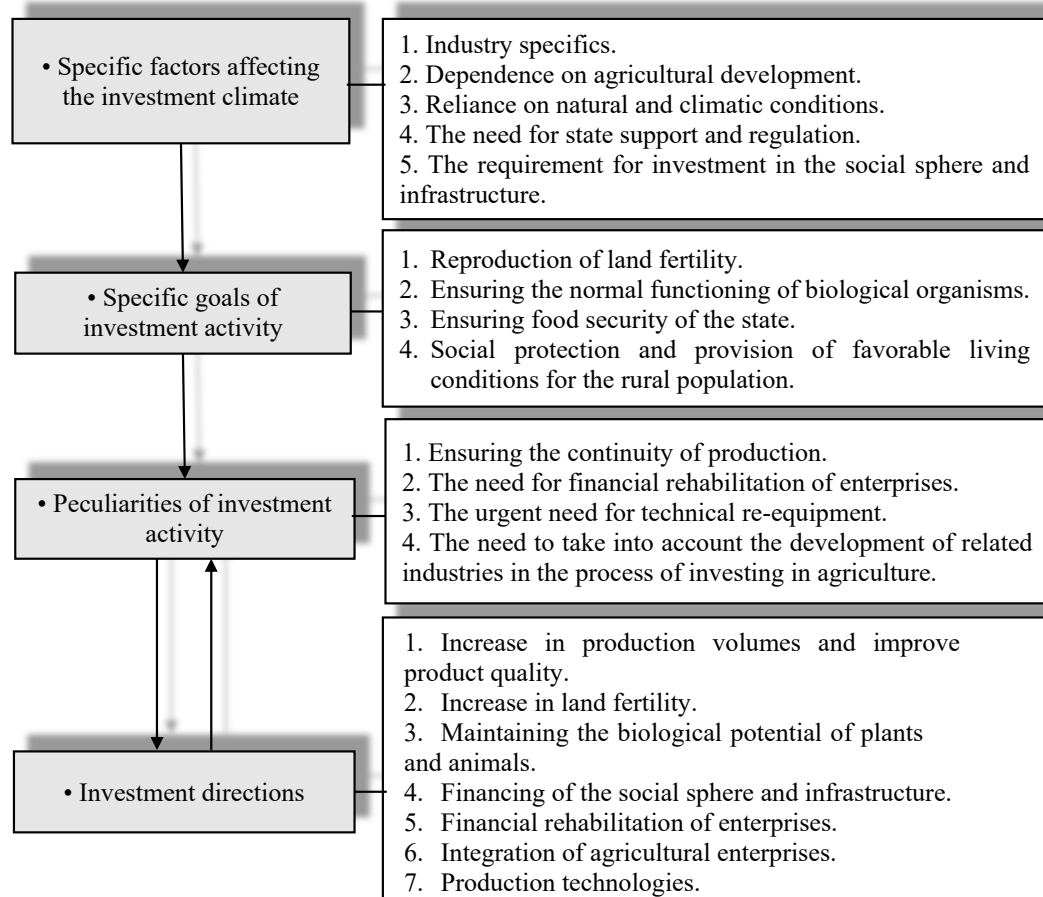 • Specific factors affecting
the investment climate
1. Industry specifics.
2. Dependence on agricultural development.
3. Reliance on natural and climatic conditions.
4. The need for state support and regulation.
5. The requirement for investment in the social sphere and
infrastructure.
• Specific goals of
investment activity
1. Reproduction of land fertility.
2. Ensuring the normal functioning of biological organisms.
3. Ensuring food security of the state.
4. Social protection and provision of favorable living
conditions for the rural population.
• Peculiarities of investment
activity
1. Ensuring the continuity of production.
2. The need for financial rehabilitation of enterprises.
3. The urgent need for technical re-equipment.
4. The need to take into account the development of related
industries in the process of investing in agriculture.
• Investment directions
1. Increase in production volumes and improve
product quality.
2. Increase in land fertility.
3. Maintaining the biological potential of plants
and animals.
4. Financing of the social sphere and infrastructure.
5. Financial rehabilitation of enterprises.
6. Integration of agricultural enterprises.
7. Production technologies.